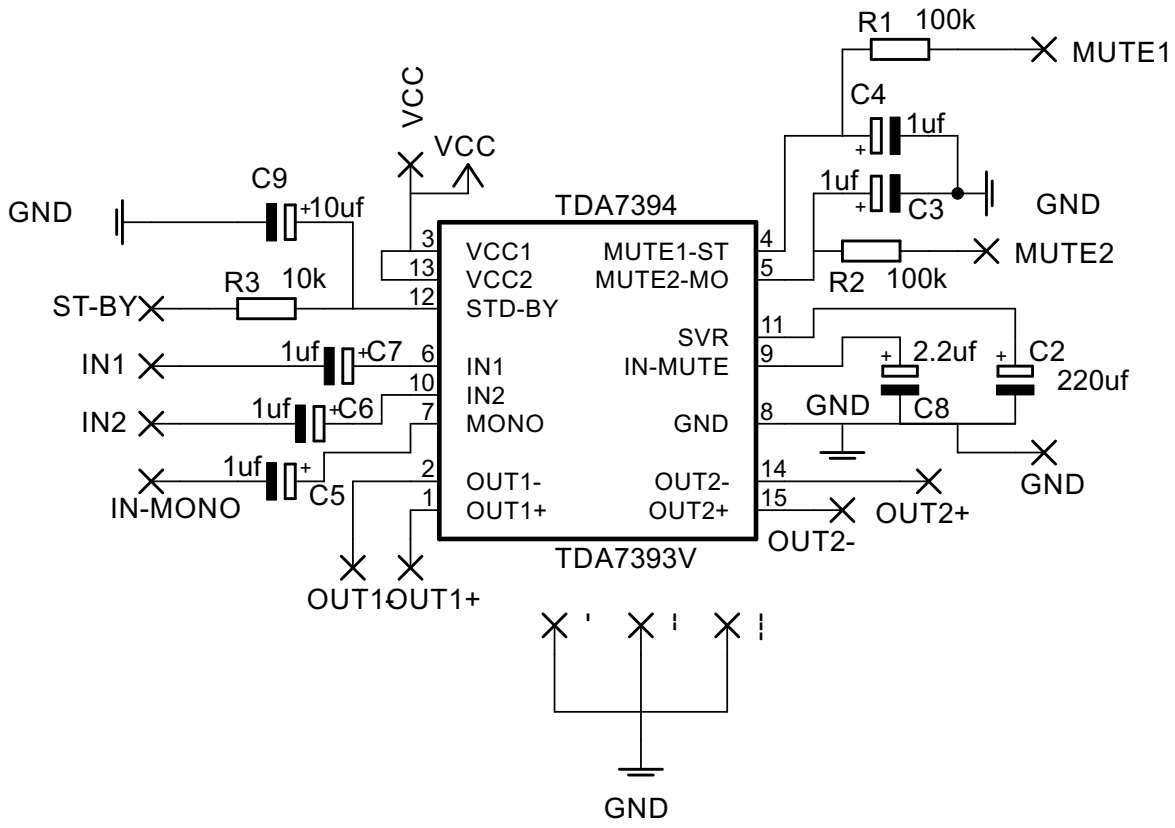 R1 100k
MUTE1
VCC
C4
1uf
+
VCC
C9
1uf
+10uf
+
C3
GND
TDA7394
GND
3 VCC1 MUTE1-ST 4
MUTE2
13 VCC2 MUTE2-MO 5
R2 100k
R3 10k
ST-BY
12 STD-BY
11
SVR
1uf +C7
2.2uf C2
+ +
IN1
6 IN1 IN-MUTE 9
220uf
10 IN2
1uf +C6
GND C8
IN2
7 MONO GND 8
1uf +
C5
2 OUT1- OUT2- 14
GND
IN-MONO
1 OUT1+ OUT2+ 15
OUT2+
OUT2-
TDA7393V
OUT1- OUT1+
GND